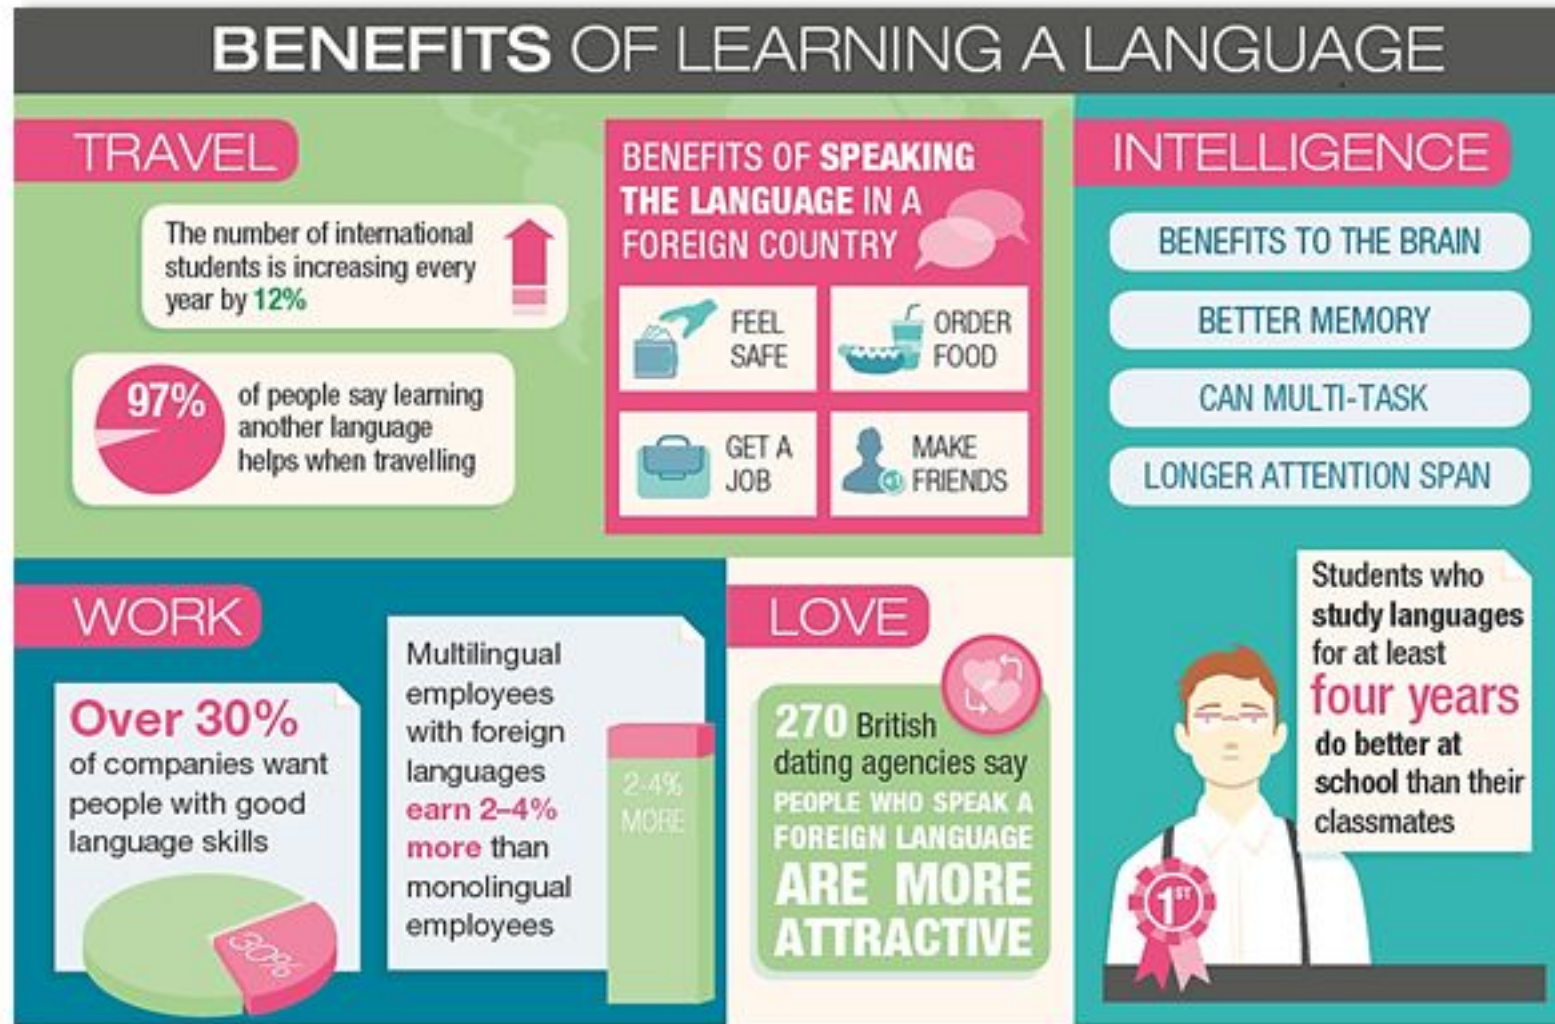 BENEFITS OF LEARNING A LANGUAGE
TRAVEL
The number of international
students is increasing every
year by 12%
97%
of people say learning
another language
helps when travelling
BENEFITS OF SPEAKING
THE LANGUAGE IN A
FOREIGN COUNTRY
FEEL
SAFE
ORDER
FOOD
GET A
JOB
MAKE
FRIENDS
INTELLIGENCE
BENEFITS TO THE BRAIN
BETTER MEMORY
CAN MULTI-TASK
LONGER ATTENTION SPAN
Students who
study languages
for at least
four years
do better at
school than their
classmates
1ST
WORK
Over 30%
of companies want
people with good
language skills
30%
Multilingual
employees
with foreign
languages
earn 2–4%
more than
monolingual
employees
2-4%
MORE
LOVE
270 British
dating agencies say
PEOPLE WHO SPEAK A
FOREIGN LANGUAGE
ARE MORE
ATTRACTIVE